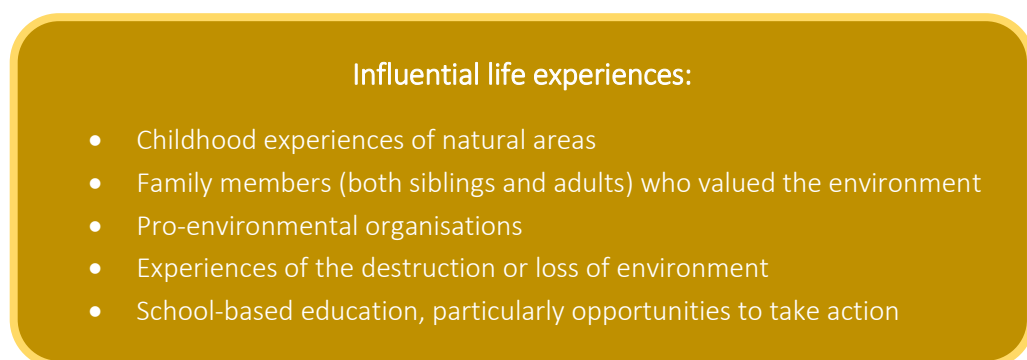 Influential life experiences:
• Childhood experiences of natural areas
• Family members (both siblings and adults) who valued the environment
• Pro-environmental organisations
• Experiences of the destruction or loss of environment
• School-based education, particularly opportunities to take action